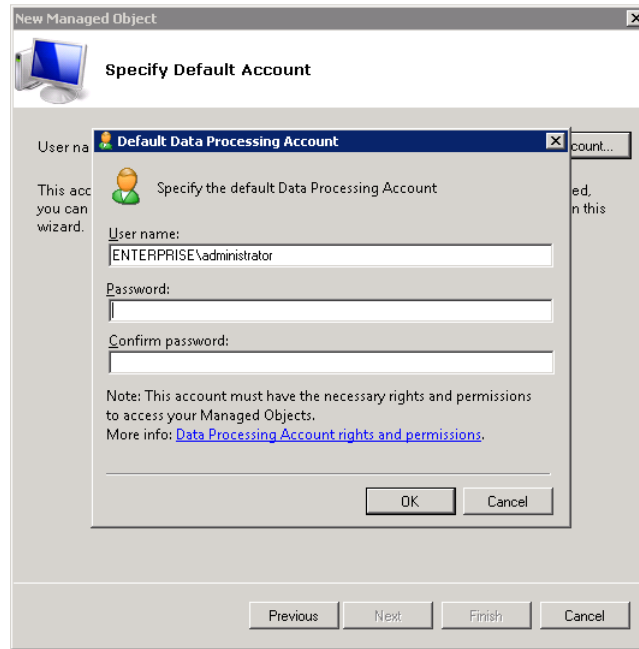 New Managed Object
Specify Default Account
User na
count...
This acc
ed,
you can
n this
wizard.
Default Data Processing Account
Specify the default Data Processing Account
User name:
ENTERPRISE\administrator
Password:
Confirm password:
Note: This account must have the necessary rights and permissions
to access your Managed Objects.
More info: Data Processing Account rights and permissions.
OK Cancel
Previous Next Finish Cancel